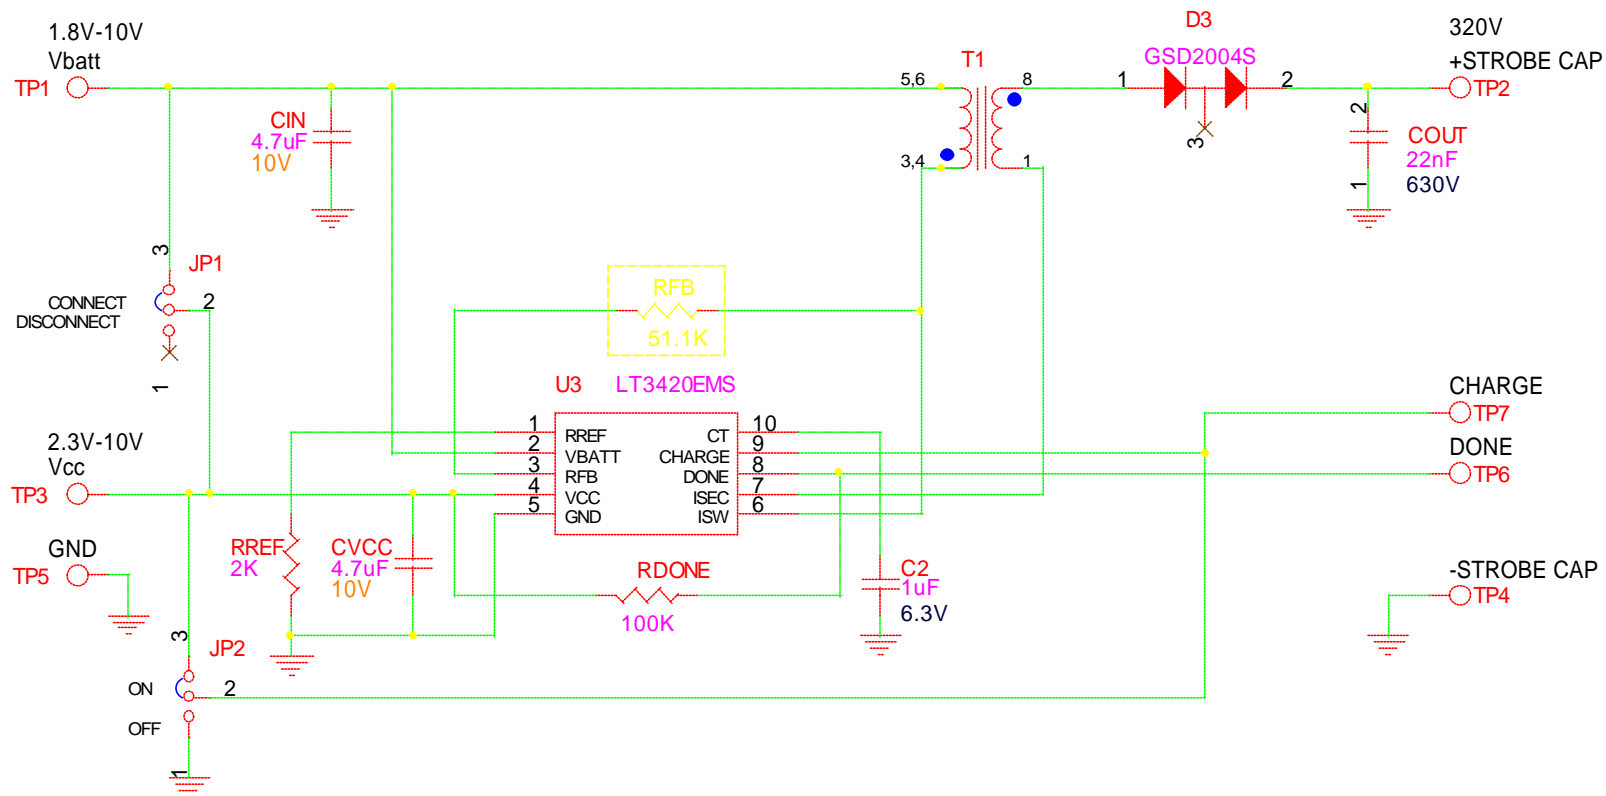 1.8V-10V
Vbatt
TP1
CIN
4.7uF
10V
T1
5,6
8
3,4
1
D3
GSD2004S
1
2
3
320V
+STROBE CAP
TP2
2
COUT
22nF
630V
1
3
JP1
CONNECT
2
DISCONNECT
1
RFB
51.1K
U3 LT3420EMS
1 RREF CT 10
2 VBATT CHARGE 9
3 RFB DONE 8
4 VCC ISEC 7
5 GND ISW 6
CHARGE
TP7
DONE
TP6
2.3V-10V
Vcc
TP3
GND
TP5
RREF
2K
CVCC
4.7uF
10V
RDONE
100K
C2
1uF
6.3V
-STROBE CAP
TP4
3
JP2
ON
2
OFF
1